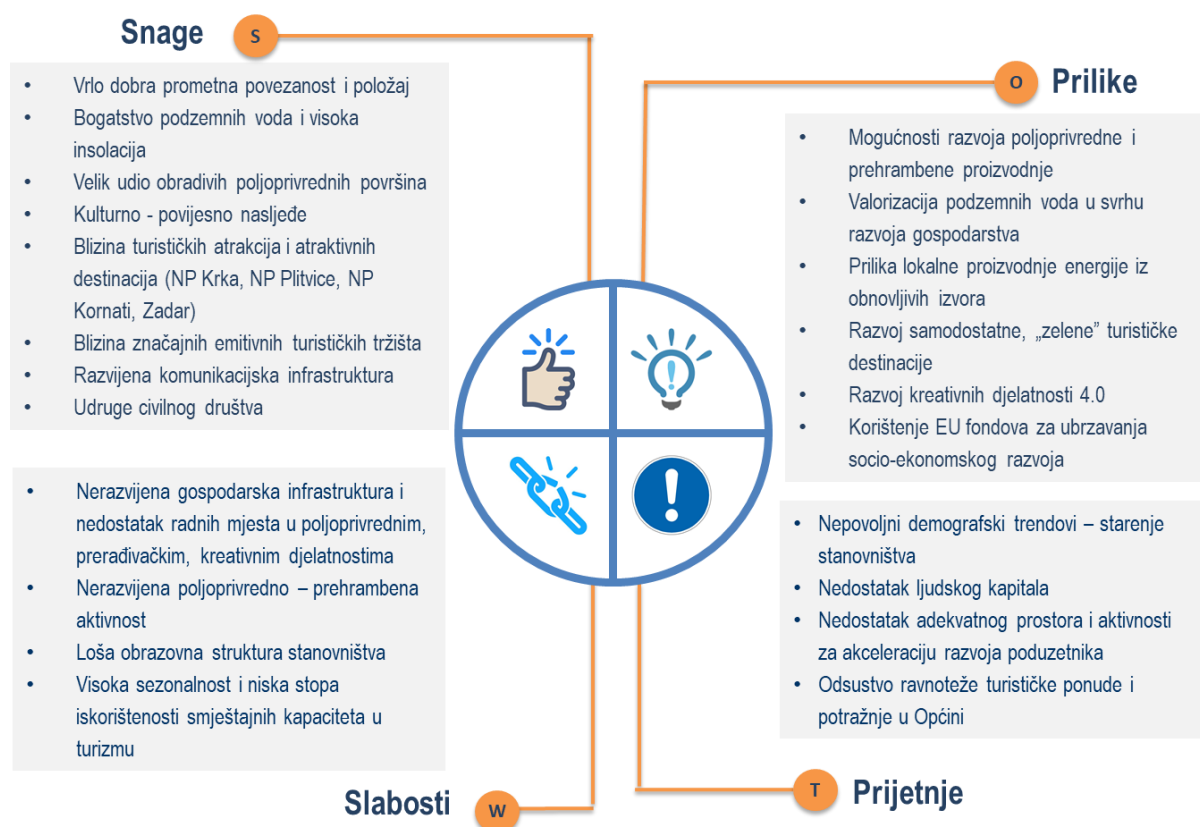 Snage
S
• Vrlo dobra prometna povezanost i položaj
• Bogatstvo podzemnih voda i visoka
insolacija
• Velik udio obradivih poljoprivrednih površina
• Kulturno - povijesno nasljeđe
• Blizina turističkih atrakcija i atraktivnih
destinacija (NP Krka, NP Plitvice, NP
Kornati, Zadar)
• Blizina značajnih emitivnih turističkih tržišta
• Razvijena komunikacijska infrastruktura
• Udruge civilnog društva
O
Prilike
• Mogućnosti razvoja poljoprivredne i
prehrambene proizvodnje
• Valorizacija podzemnih voda u svrhu
razvoja gospodarstva
• Prilika lokalne proizvodnje energije iz
obnovljivih izvora
• Razvoj samodostatne, „zelene” turističke
destinacije
• Razvoj kreativnih djelatnosti 4.0
• Korištenje EU fondova za ubrzavanja
socio-ekonomskog razvoja
• Nerazvijena gospodarska infrastruktura i
nedostatak radnih mjesta u poljoprivrednim,
prerađivačkim, kreativnim djelatnostima
• Nerazvijena poljoprivredno – prehrambena
aktivnost
• Loša obrazovna struktura stanovništva
• Visoka sezonalnost i niska stopa
iskorištenosti smještajnih kapaciteta u
turizmu
Slabosti
W
• Nepovoljni demografski trendovi – starenje
stanovništva
• Nedostatak ljudskog kapitala
• Nedostatak adekvatnog prostora i aktivnosti
za akceleraciju razvoja poduzetnika
• Odsustvo ravnoteže turističke ponude i
potražnje u Općini
T
Prijetnje